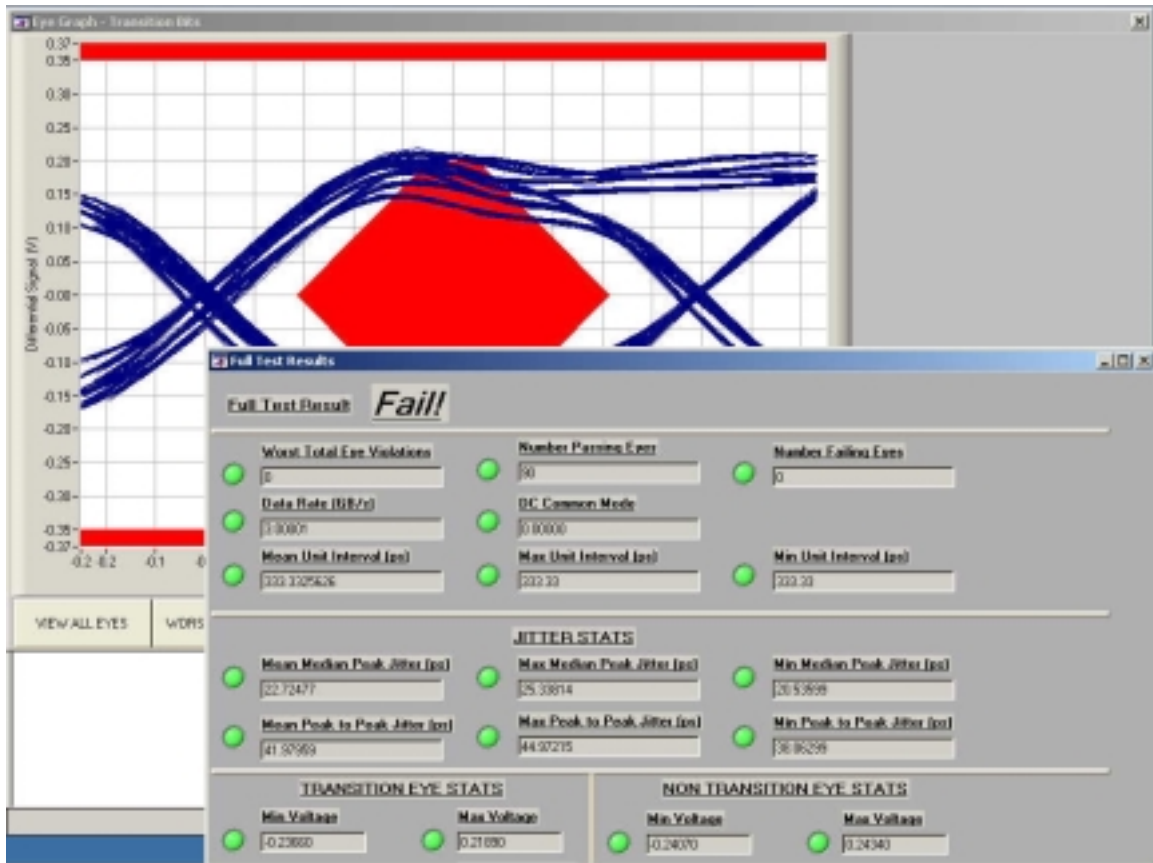 Eye Graph - Transition Bits
0.37
0.35
0.30
0.25
0.20
0.15
0.10
0.05
-0.00
-0.05
-0.10
-0.15
-0.20
-0.25
-0.30
-0.35
-0.37
Differential Signal (V)
-0.2 -0.2 -0.1
VIEW ALL EYES
Full Test Results
Full Test Result Fail!
Worst Total Eye Violations Number Passing Eyes Number Failing Eyes
0 90 0
Data Rate (GB/s) DC Common Mode
3.00001 0.00000
Mean Unit Interval (ps) Max Unit Interval (ps) Min Unit Interval (ps)
333.3325626 333.33 333.33
JITTER STATS
Mean Median Peak Jitter (ps) Max Median Peak Jitter (ps) Min Median Peak Jitter (ps)
22.72477 25.33814
Mean Peak to Peak Jitter (ps) Max Peak to Peak Jitter (ps) Min Peak to Peak Jitter (ps)
41.97959 44.97215 38.06299
TRANSITION EYE STATS NON TRANSITION EYE STATS
Min Voltage Max Voltage Min Voltage Max Voltage
-0.24070 0.24340